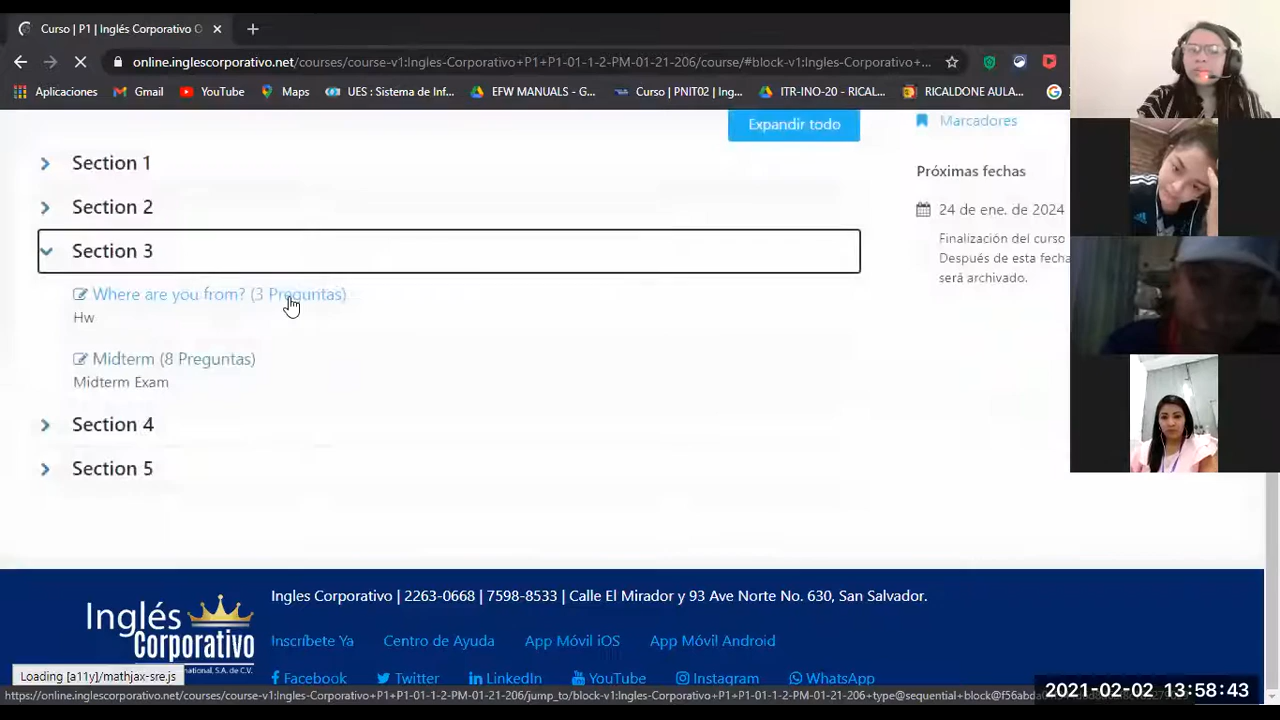 Curso | P1 | Inglés Corporativo O
online.inglescorporativo.net/courses/course-v1:Ingles-Corporativo+P1+P1-01-1-2-PM-01-21-206/course/#block-v1:Ingles-Corporativo+...
Aplicaciones Gmail YouTube Maps UES : Sistema de Inf... EFW MANUALS - G... Curso | PNIT02 | Ing... ITR-INO-20 - RICAL... RICALDONE AULA...
Expandir todo
Marcadores
Section 1
Próximas fechas
Section 2
24 de ene. de 2024
Finalización del curso
Section 3
Después de esta fecha
será archivado.
Where are you from? (3 Preguntas)
Hw
Midterm (8 Preguntas)
Midterm Exam
Section 4
Section 5
Ingles Corporativo | 2263-0668 | 7598-8533 | Calle El Mirador y 93 Ave Norte No. 630, San Salvador.
Inglés
Corporativo
Inscríbete Ya Centro de Ayuda App Móvil iOS App Móvil Android
national, S.A. de C.V.
Facebook Twitter LinkedIn YouTube Instagram WhatsApp
Loading [a11y]/mathjax-sre.js
https://online.inglescorporativo.net/courses/course-v1:Ingles-Corporativo+P1+P1-01-1-2-PM-01-21-206/jump_to/block-v1:Ingles-Corporativo+P1+P1-01-1-2-PM-01-21-206+type@sequential+block@f56abda
2021-02-02 13:58:43